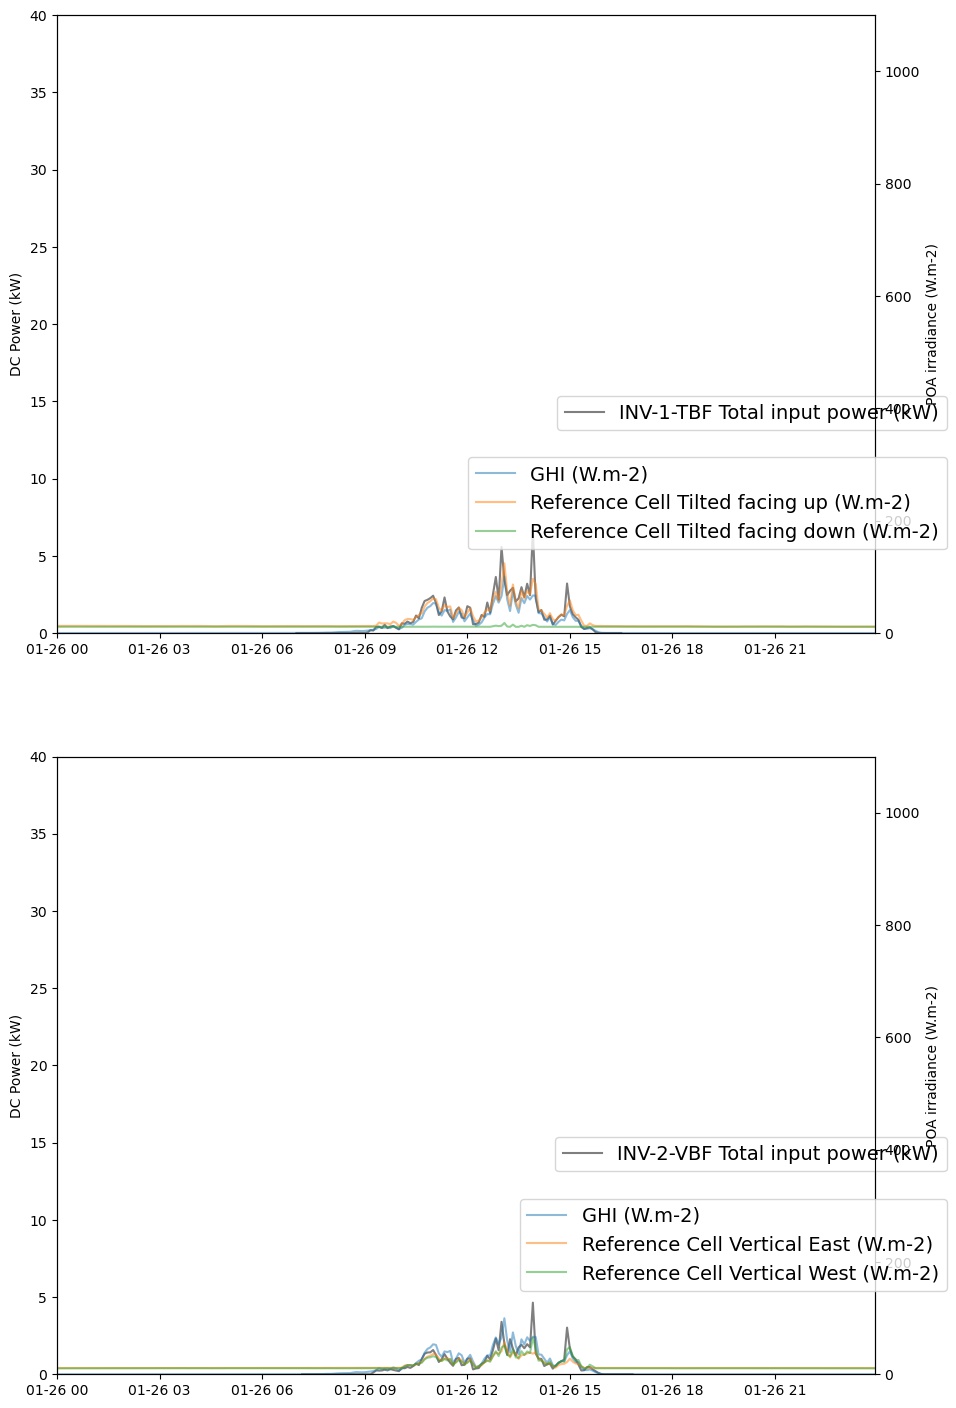 40
35
30
25
20
15
10
5
0
DC Power (kW)
1000
800
600
400
200
0
POA irradiance (W.m-2)
INV-1-TBF Total input power (kW)
GHI (W.m-2)
Reference Cell Tilted facing up (W.m-2)
Reference Cell Tilted facing down (W.m-2)
01-26 00 01-26 03 01-26 06 01-26 09 01-26 12 01-26 15 01-26 18 01-26 21
40
35
30
25
20
15
10
5
0
DC Power (kW)
1000
800
600
400
200
0
POA irradiance (W.m-2)
INV-2-VBF Total input power (kW)
GHI (W.m-2)
Reference Cell Vertical East (W.m-2)
Reference Cell Vertical West (W.m-2)
01-26 00 01-26 03 01-26 06 01-26 09 01-26 12 01-26 15 01-26 18 01-26 21